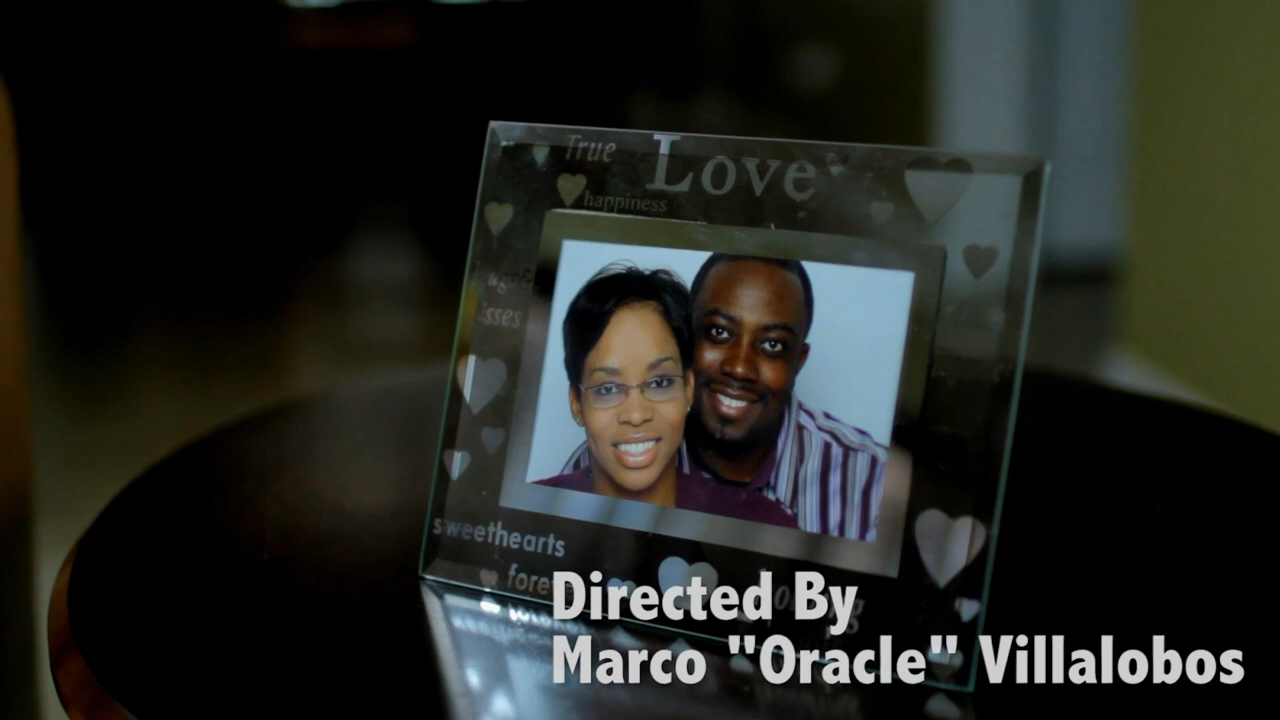 True
Love
happiness
sweethearts
Directed By
Marco "Oracle" Villalobos